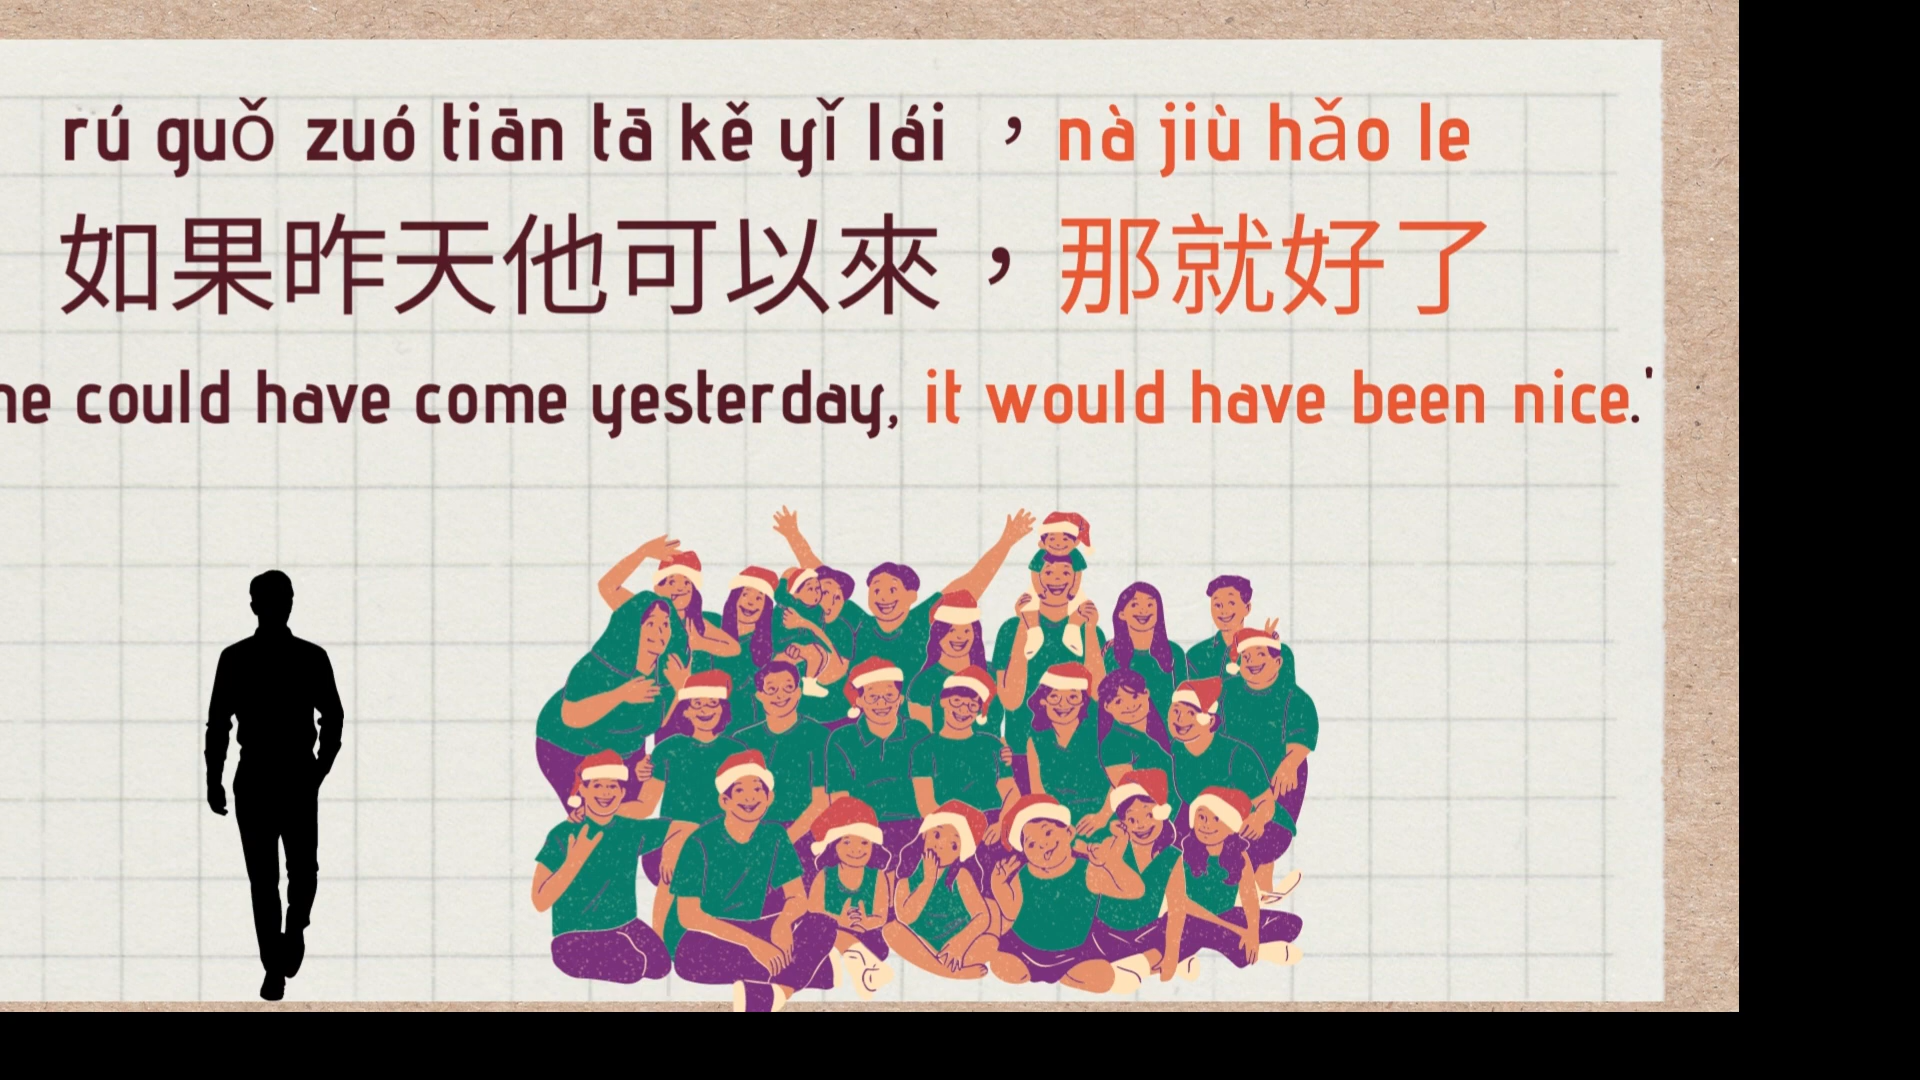 rú guǒ zuó tiān tā kě yǐ lái ，nà jiù hǎo le
如果昨天他可以來，那就好了
could have come yesterday, it would have been nice.'